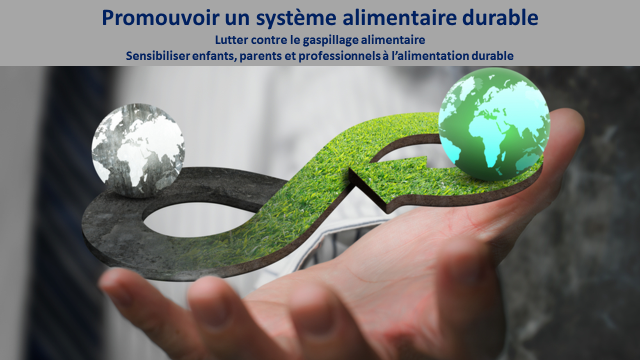 Promouvoir un système alimentaire durable
Lutter contre le gaspillage alimentaire
Sensibiliser enfants, parents et professionnels à l’alimentation durable